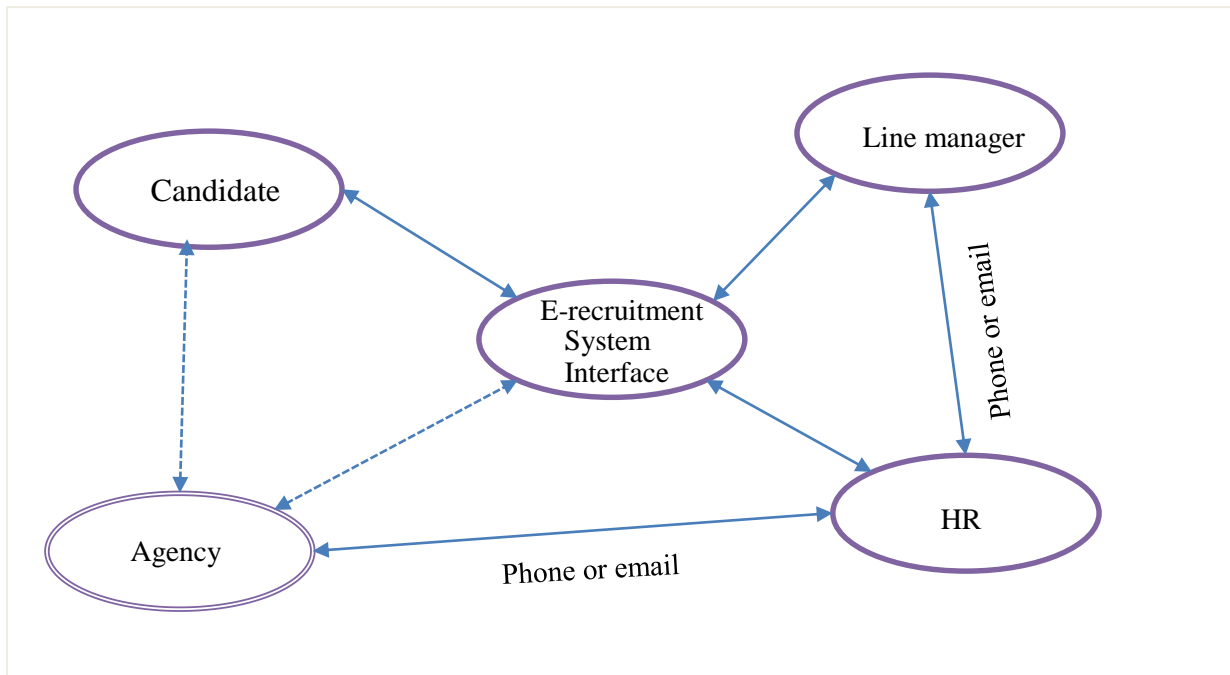 Line manager
Candidate
E-recruitment
System
Interface
Phone or email
HR
Agency
Phone or email